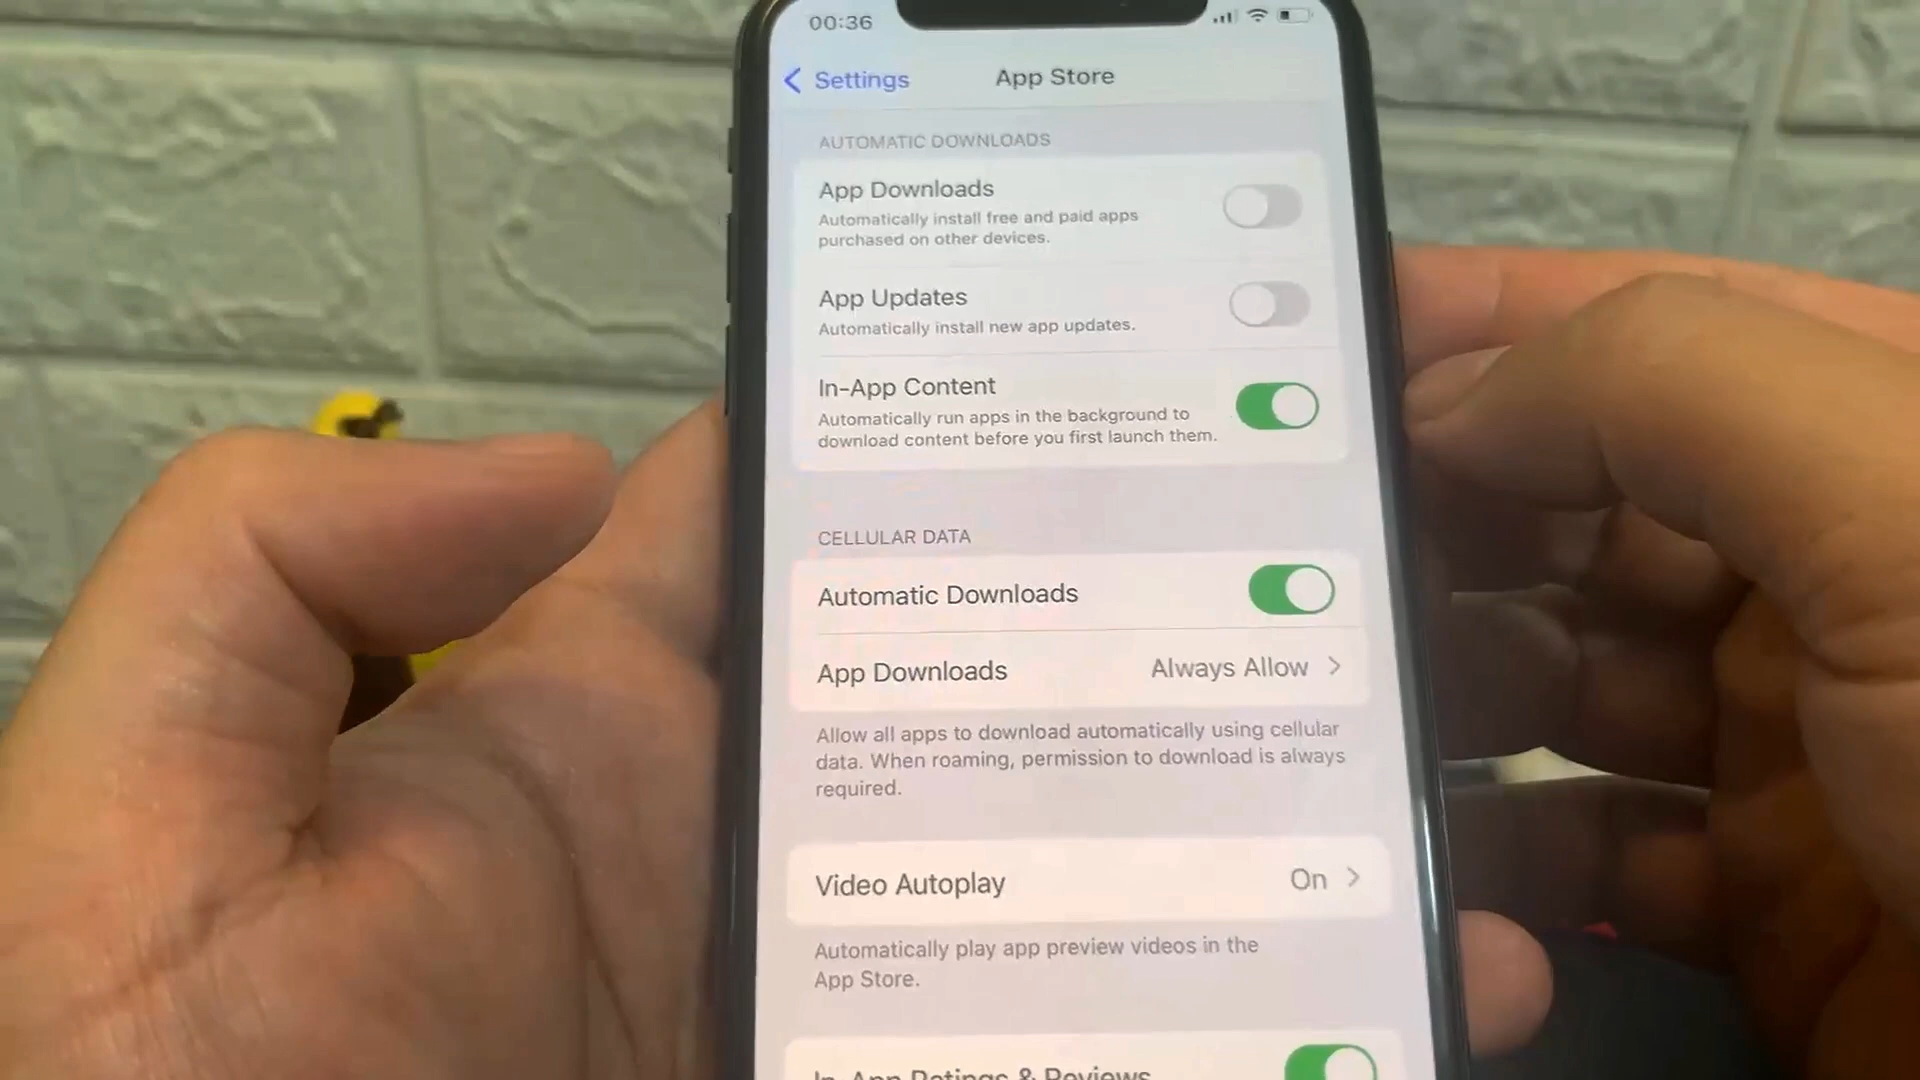 00:36
Settings
App Store
AUTOMATIC DOWNLOADS
App Downloads
Automatically install free and paid apps
purchased on other devices.
App Updates
Automatically install new app updates.
In-App Content
Automatically run apps in the background to
download content before you first launch them.
CELLULAR DATA
Automatic Downloads
App Downloads
Always Allow
Allow all apps to download automatically using cellular
data. When roaming, permission to download is always
required.
Video Autoplay
On
Automatically play app preview videos in the
App Store.
In-App Ratings & Reviews